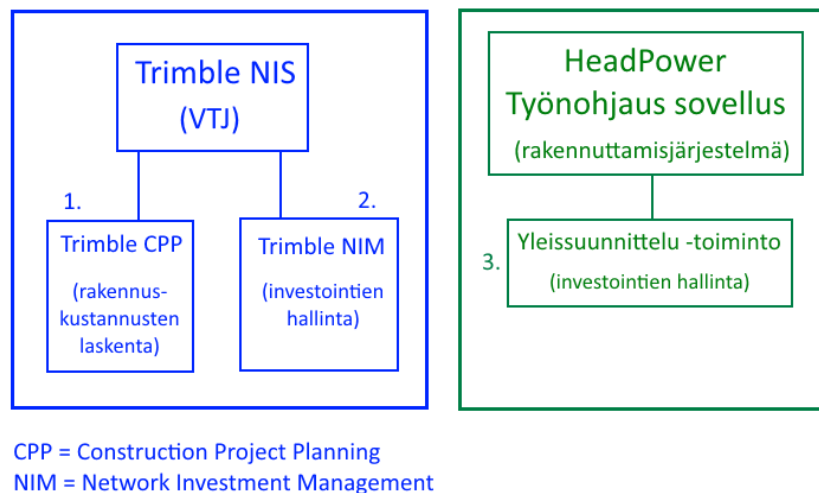 Trimble NIS
(VTJ)
1.
Trimble CPP
(rakennus-
kustannusten
laskenta)
2.
Trimble NIM
(investointien
hallinta)
HeadPower
Työnohjaus sovellus
(rakennuttamisjärjestelmä)
3.
Yleissuunnittelu -toiminto
(investointien hallinta)
CPP = Construction Project Planning
NIM = Network Investment Management